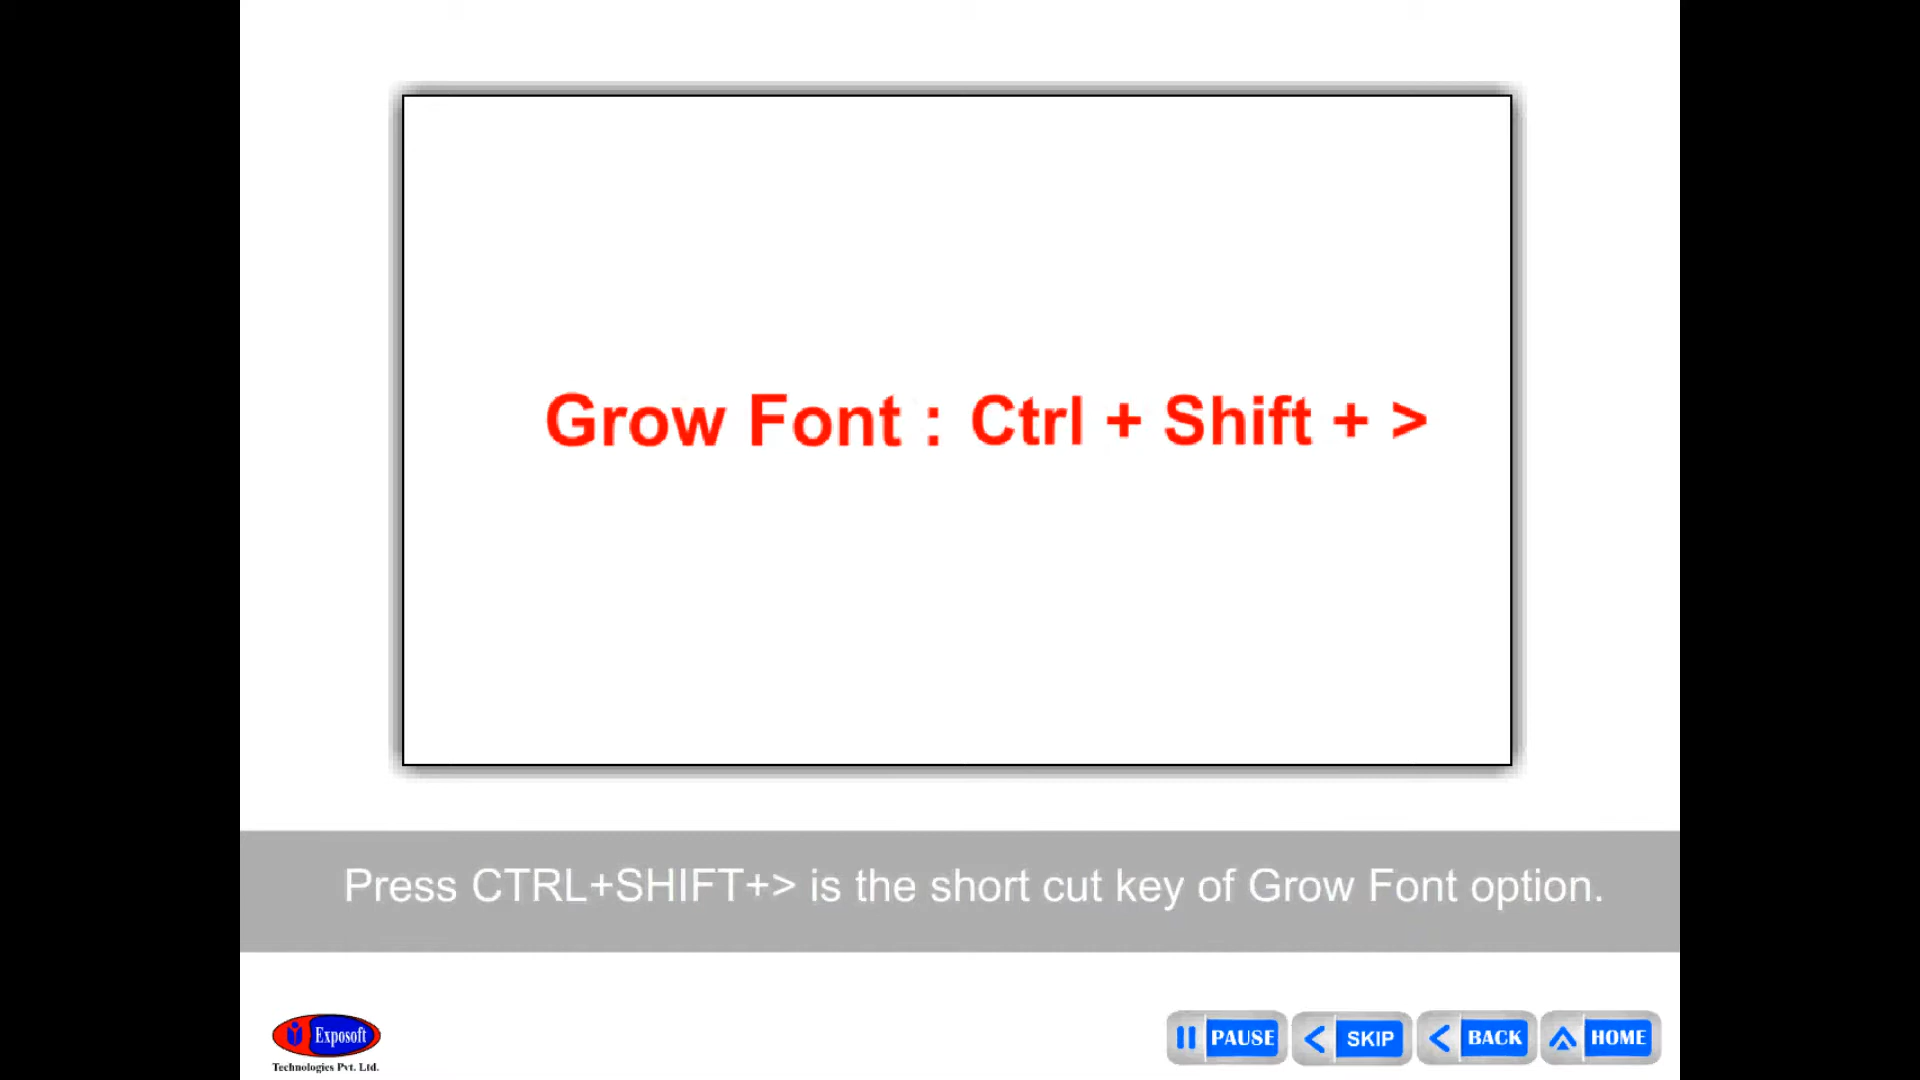 Grow Font : Ctrl + Shift + >
Press CTRL+SHIFT+> is the short cut key of Grow Font option.
Exposoft
Technologies Pvt. Ltd.
PAUSE
SKIP
BACK
HOME